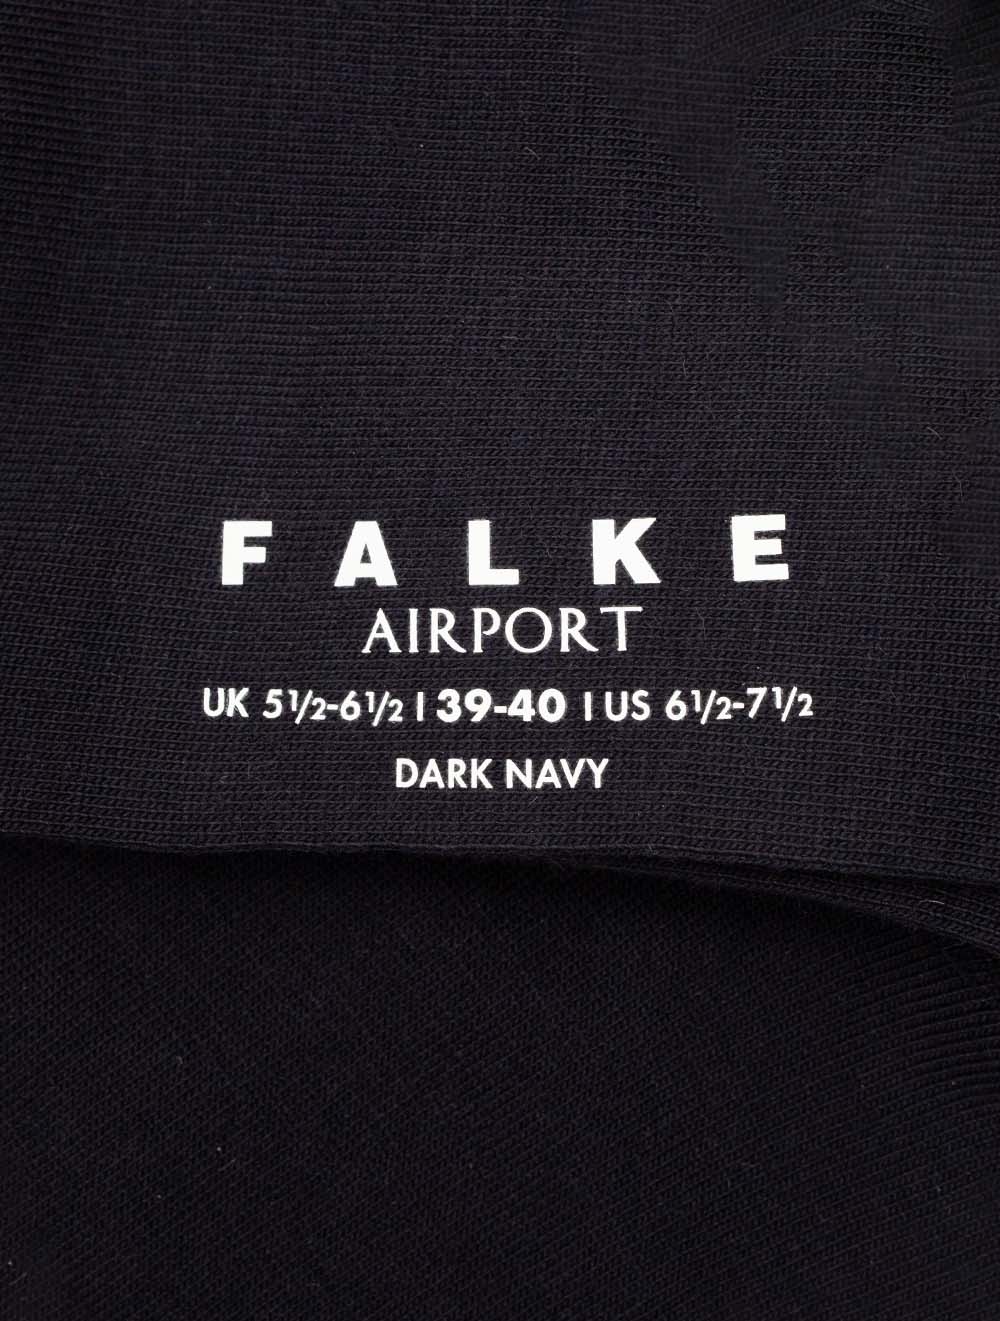 FALKE
AIRPORT
UK 5½-6½ | 39-40 | US 6½-7½
DARK NAVY